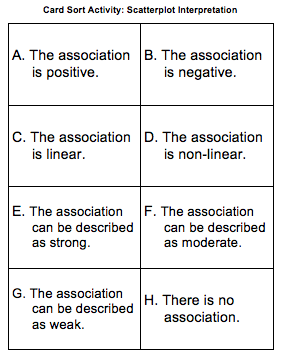 Card Sort Activity: Scatterplot Interpretation
A. The association
is positive.
B. The association
is negative.
C. The association
is linear.
D. The association
is non-linear.
E. The association
can be described
as strong.
F. The association
can be described
as moderate.
G. The association
can be described
as weak.
H. There is no
association.